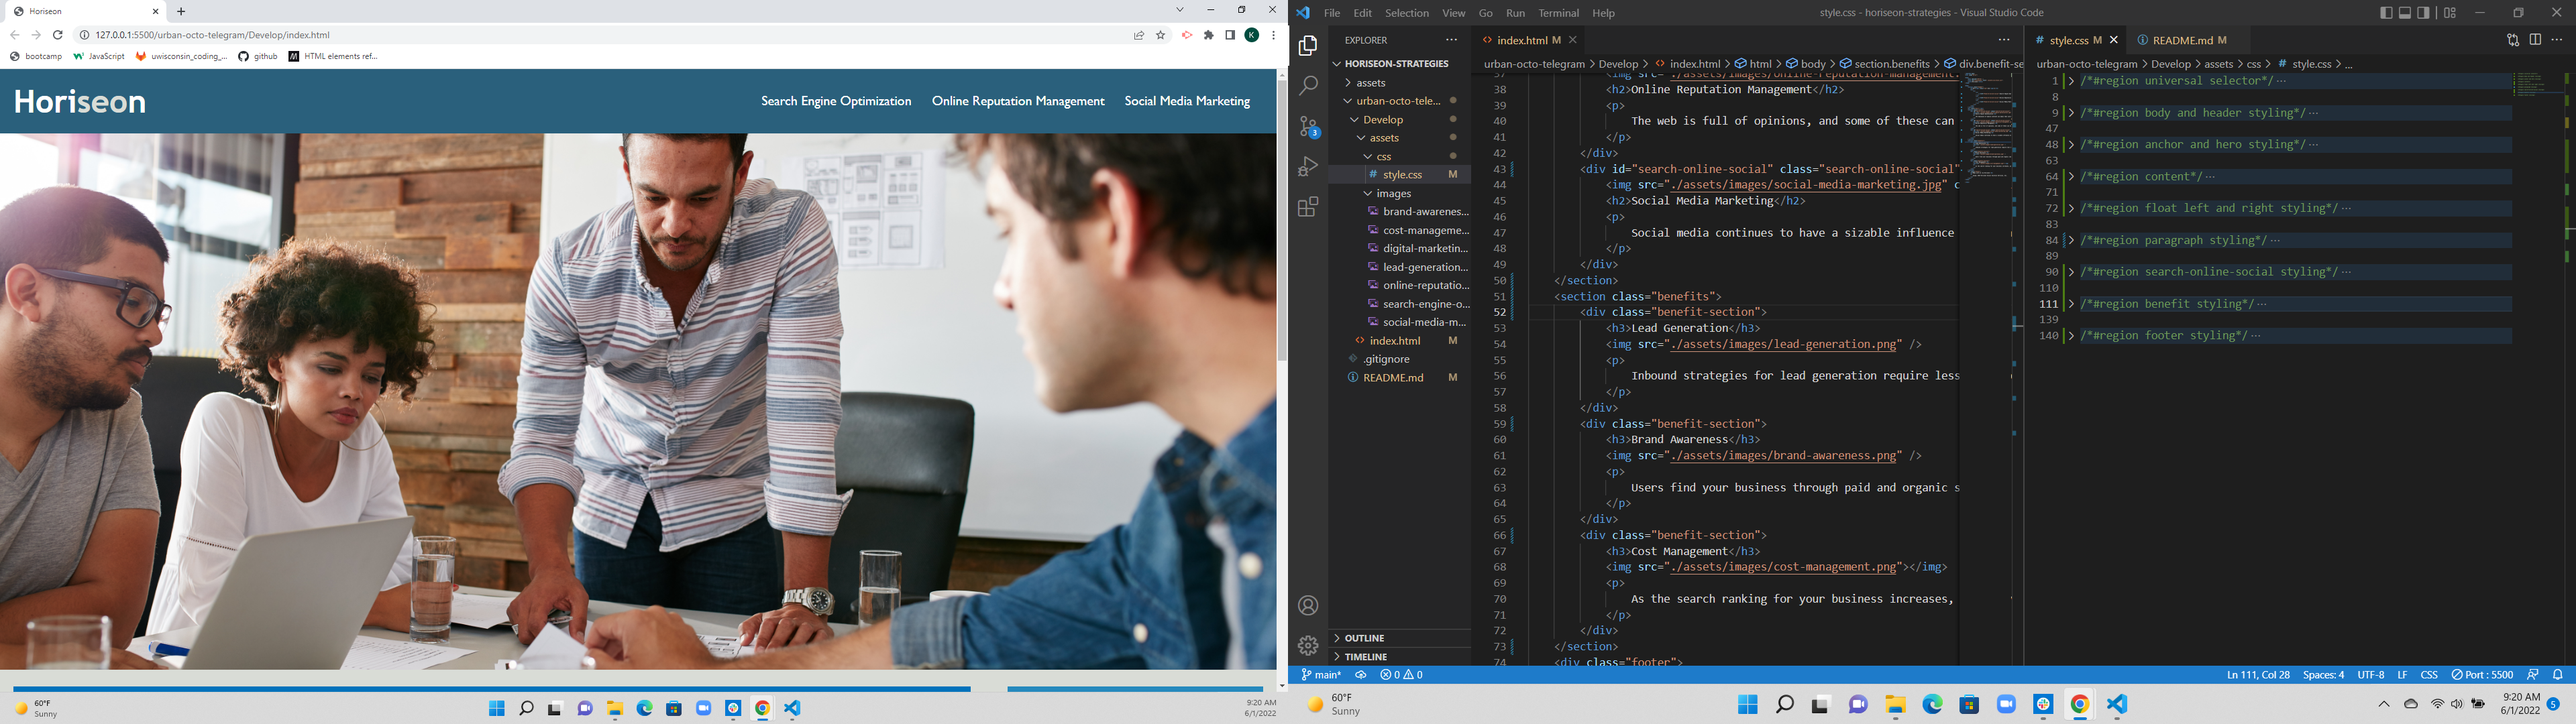 Horiseon
127.0.0.1:5500/urban-octo-telegram/Develop/index.html
K
bootcamp
JavaScript
uwisconsin_coding_...
github
HTML elements ref...
Horiseon
Search Engine Optimization
Online Reputation Management
Social Media Marketing
60°F
Sunny
9:20 AM
6/1/2022
File Edit Selection View Go Run Terminal Help
style.css - horiseon-strategies - Visual Studio Code
3
EXPLORER
HORISEON-STRATEGIES
assets
urban-octo-tele...
Develop
assets
css
# style.css M
images
brand-awarenes...
cost-manageme...
digital-marketin...
lead-generation...
online-reputatio...
search-engine-o...
social-media-m...
<> index.html M
.gitignore
README.md M
OUTLINE
TIMELINE
<> index.html M
urban-octo-telegram > Develop > <> index.html > html > body > section.benefits > div.benefit-se
37 <img src="./assets/images/online-reputation-management.
38 <h2>Online Reputation Management</h2>
39 <p>
40 The web is full of opinions, and some of these can
41 </p>
42 </div>
43 <div id="search-online-social" class="search-online-social"
44 <img src="./assets/images/social-media-marketing.jpg" c
45 <h2>Social Media Marketing</h2>
46 <p>
47 Social media continues to have a sizable influence
48 </p>
49 </div>
50 </section>
51 <section class="benefits">
52 <div class="benefit-section">
53 <h3>Lead Generation</h3>
54 <img src="./assets/images/lead-generation.png" />
55 <p>
56 Inbound strategies for lead generation require less
57 </p>
58 </div>
59 <div class="benefit-section">
60 <h3>Brand Awareness</h3>
61 <img src="./assets/images/brand-awareness.png" />
62 <p>
63 Users find your business through paid and organic s
64 </p>
65 </div>
66 <div class="benefit-section">
67 <h3>Cost Management</h3>
68 <img src="./assets/images/cost-management.png"></img>
69 <p>
70 As the search ranking for your business increases,
71 </p>
72 </div>
73 </section>
74 <div class="footer">
# style.css M
README.md M
urban-octo-telegram > Develop > assets > css > # style.css > ...
1 /*#region universal selector*/ ...
8
9 /*#region body and header styling*/ ...
47
48 /*#region anchor and hero styling*/ ...
63
64 /*#region content*/ ...
71
72 /*#region float left and right styling*/ ...
83
84 /*#region paragraph styling*/ ...
89
90 /*#region search-online-social styling*/ ...
110
111 /*#region benefit styling*/ ...
139
140 /*#region footer styling*/ ...
main*
0 0
Ln 111, Col 28
Spaces: 4
UTF-8
LF
CSS
Port : 5500
60°F
Sunny
9:20 AM
6/1/2022
5